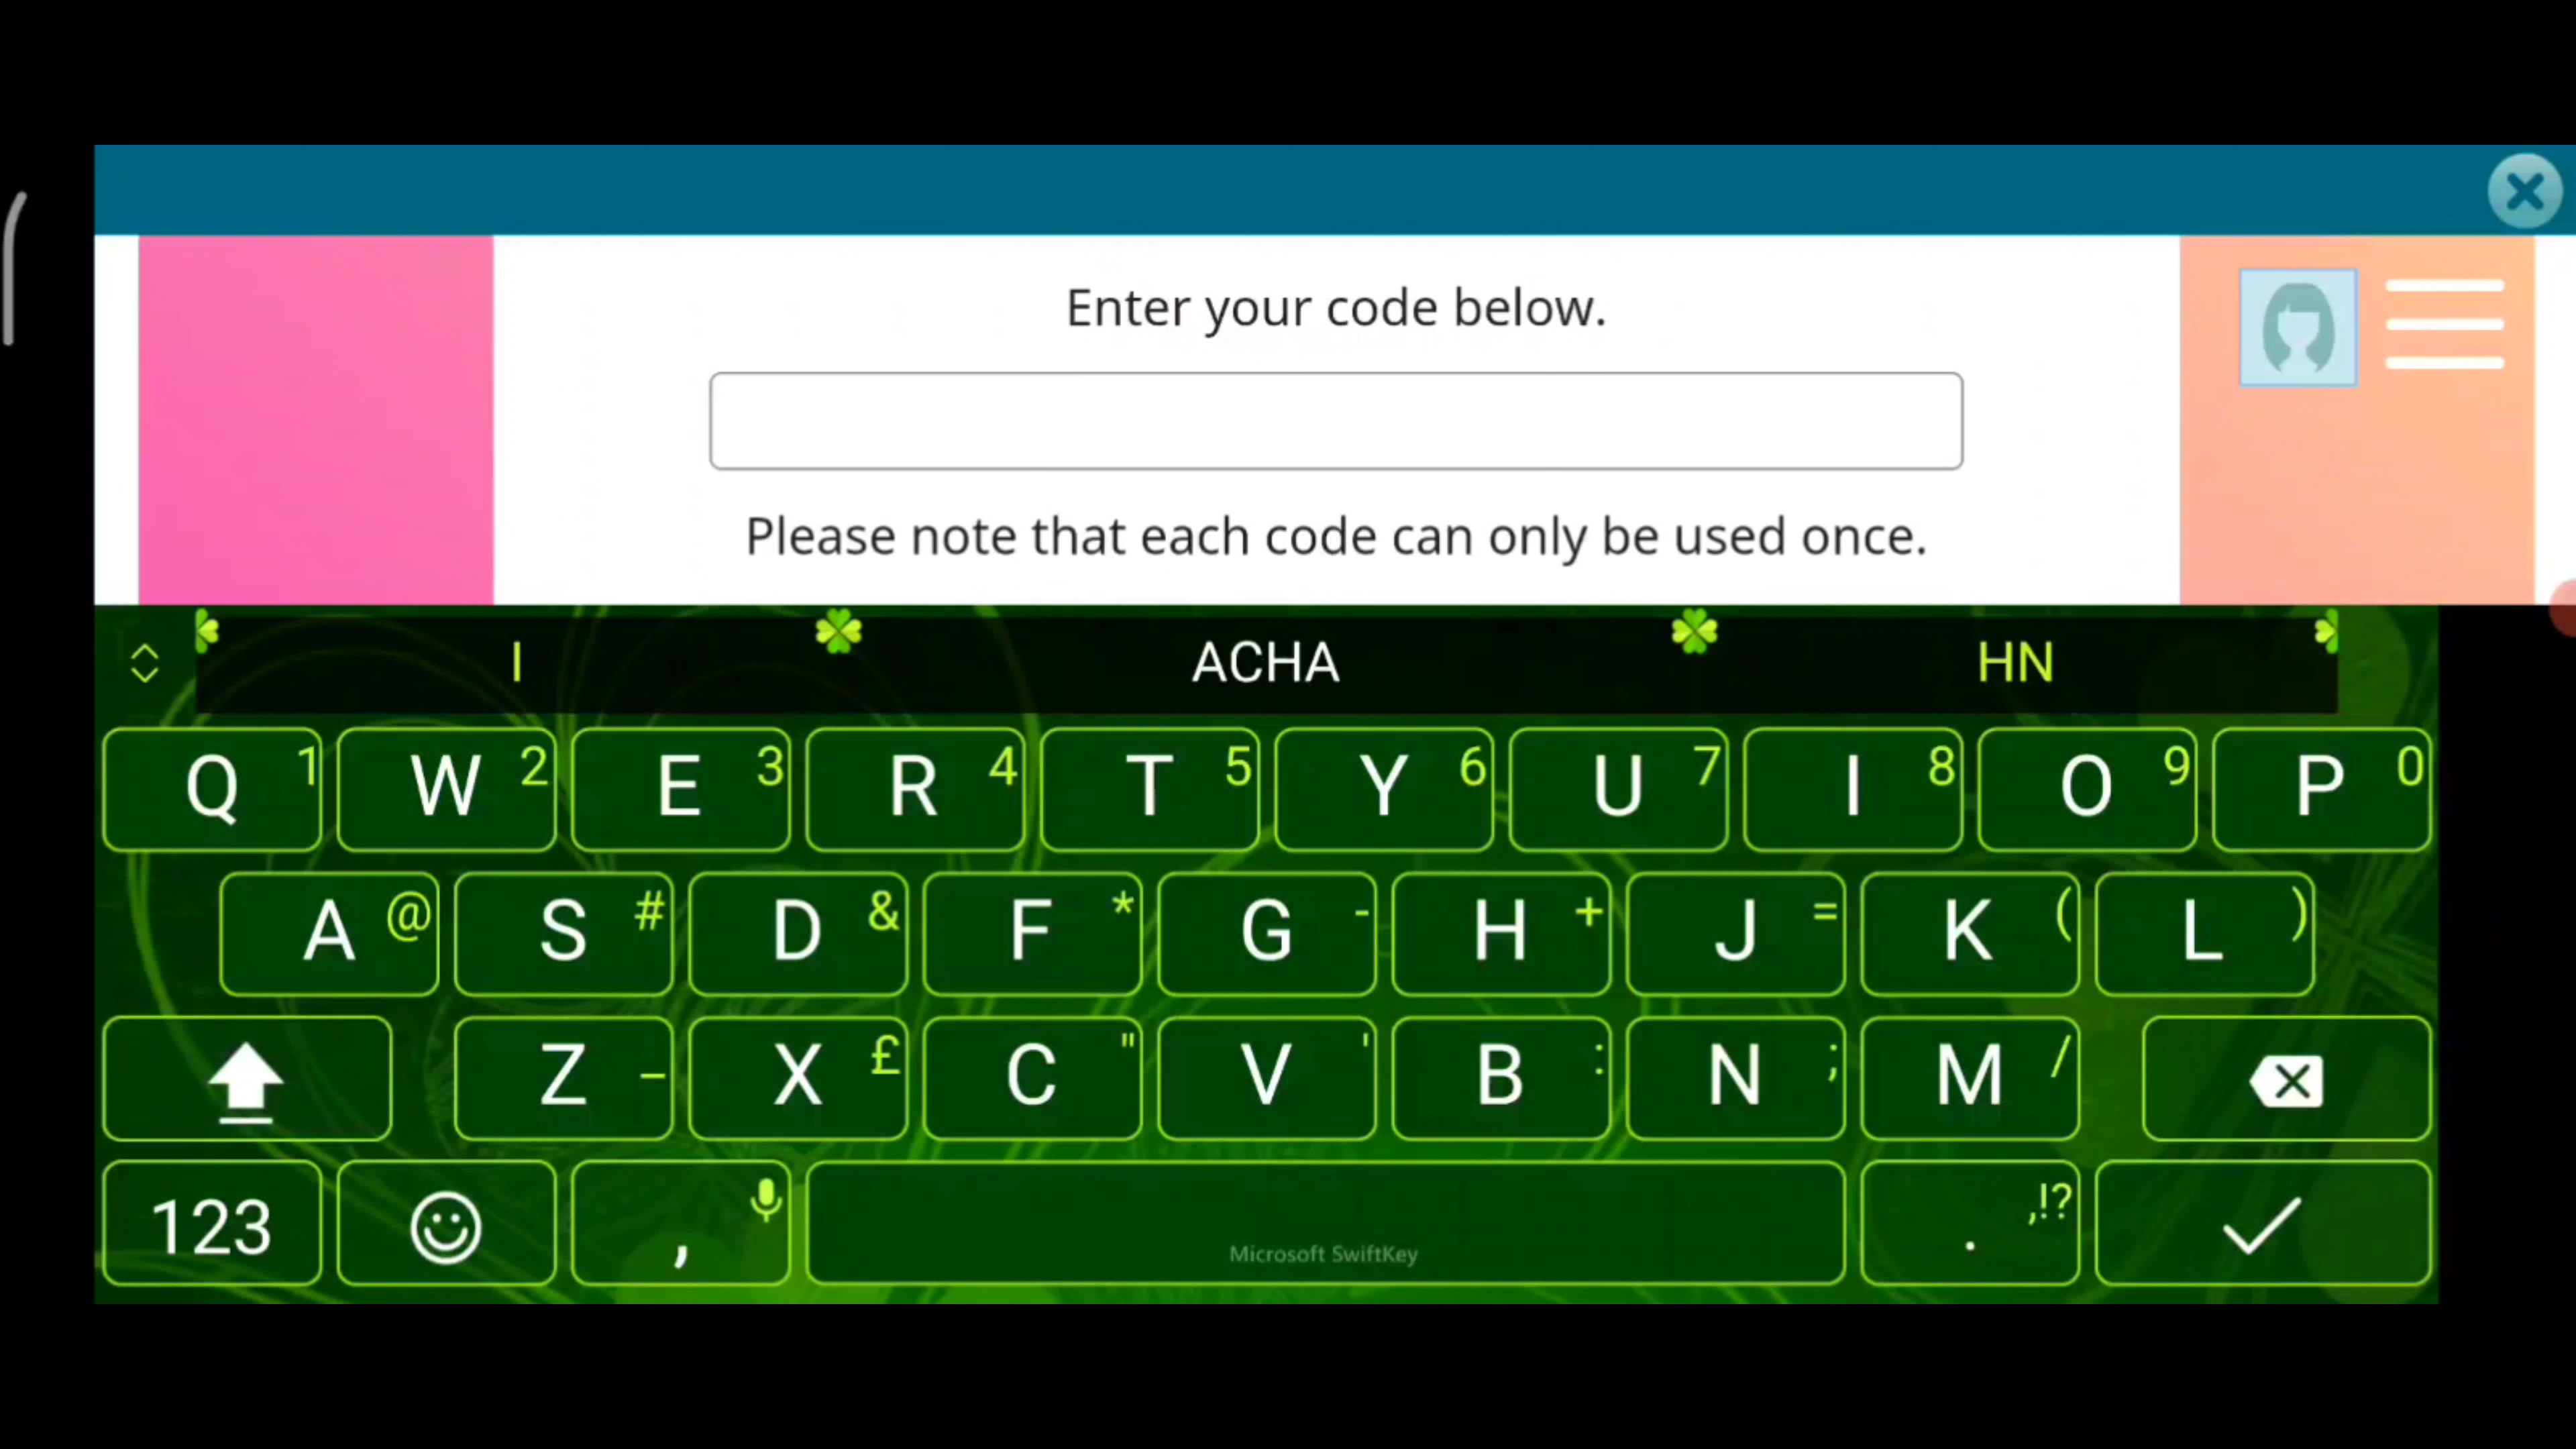 Enter your code below.
Please note that each code can only be used once.
I ACHA HN
Q 1 W 2 E 3 R 4 T 5 Y 6 U 7 I 8 O 9 P 0
A @ S # D & F * G - H + J = K ( L )
Z _ X £ C " V ' B : N ; M /
123 , Microsoft SwiftKey . ,!?